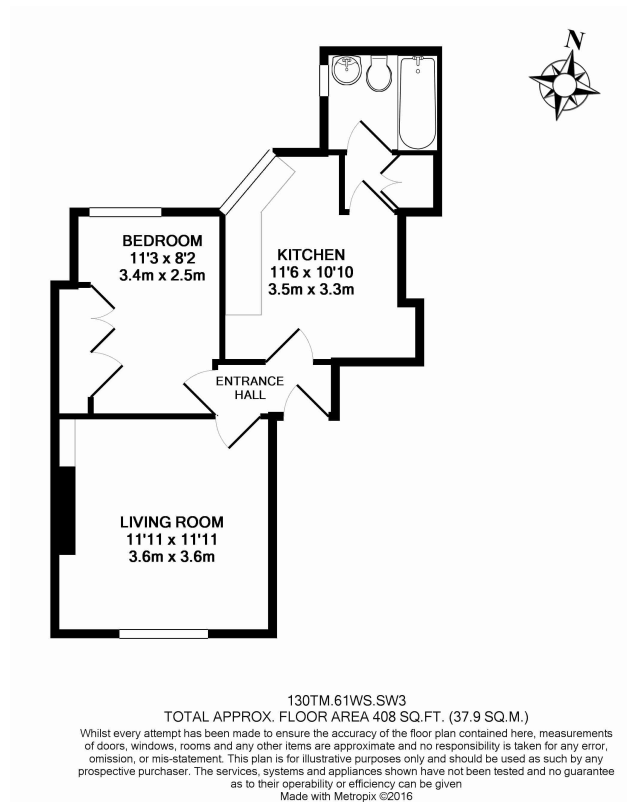 N
BEDROOM
11'3 x 8'2
3.4m x 2.5m
KITCHEN
11'6 x 10'10
3.5m x 3.3m
ENTRANCE
HALL
LIVING ROOM
11'11 x 11'11
3.6m x 3.6m
130TM.61WS.SW3
TOTAL APPROX. FLOOR AREA 408 SQ.FT. (37.9 SQ.M.)
Whilst every attempt has been made to ensure the accuracy of the floor plan contained here, measurements
of doors, windows, rooms and any other items are approximate and no responsibility is taken for any error,
omission, or mis-statement. This plan is for illustrative purposes only and should be used as such by any
prospective purchaser. The services, systems and appliances shown have not been tested and no guarantee
as to their operability or efficiency can be given
Made with Metropix ©2016